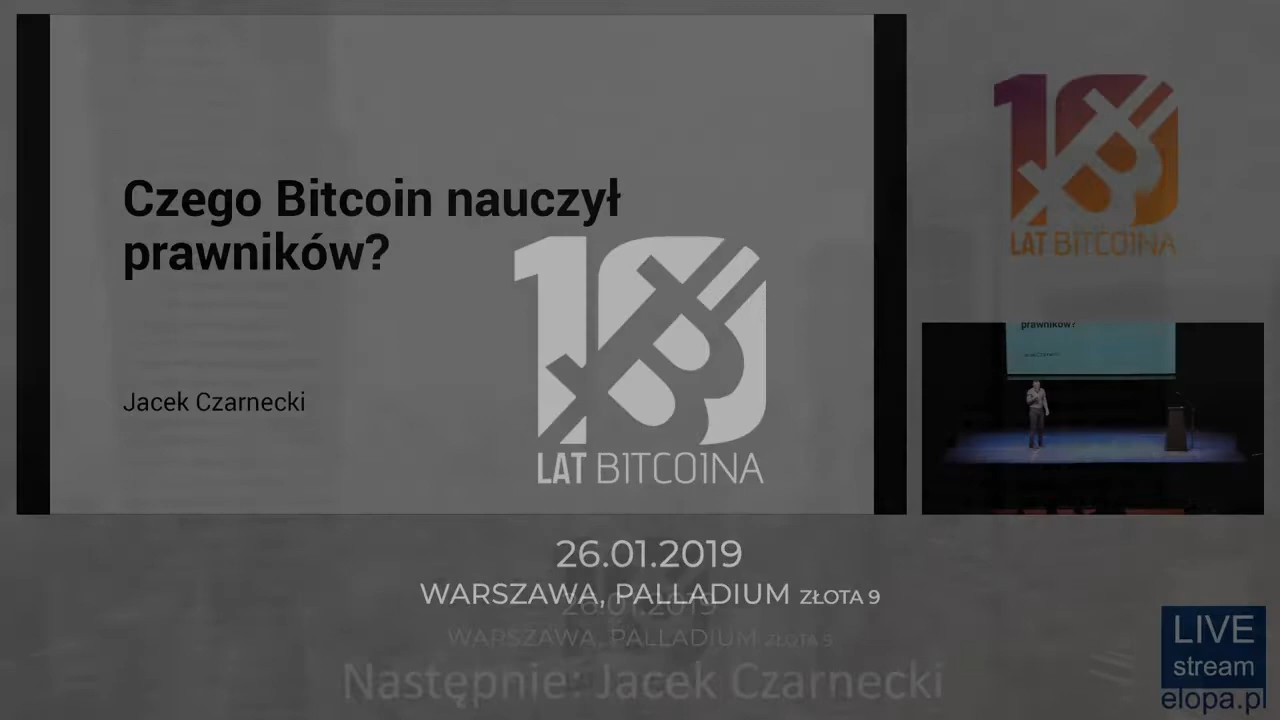 Czego Bitcoin nauczył
prawników?
Jacek Czarnecki
10
LAT BITCOINA
10
LAT BITCOINA
prawników?
26.01.2019
WARSZAWA, PALLADIUM ZŁOTA 9
26.01.2019
WARSZAWA, PALLADIUM ZŁOTA 9
Następnie: Jacek Czarnecki
LIVE
stream
elopa.pl